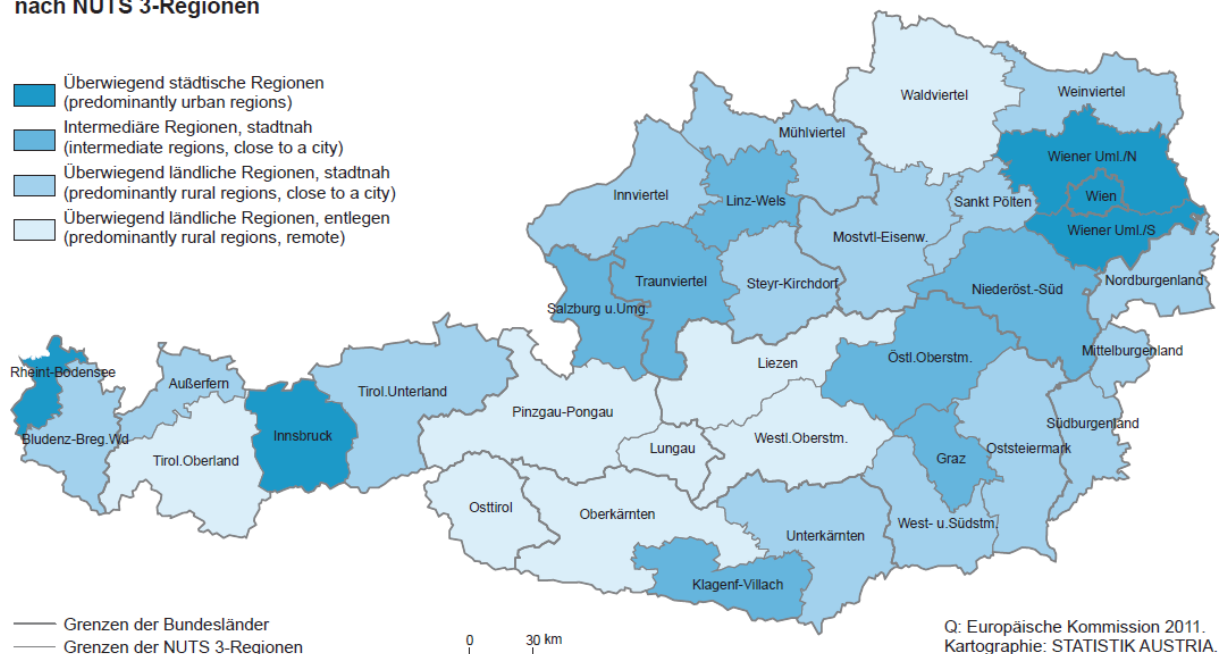 nach NUTS 3-Regionen
Überwiegend städtische Regionen
(predominantly urban regions)
Intermediäre Regionen, stadtnah
(intermediate regions, close to a city)
Überwiegend ländliche Regionen, stadtnah
(predominantly rural regions, close to a city)
Überwiegend ländliche Regionen, entlegen
(predominantly rural regions, remote)
Waldviertel
Weinviertel
Mühlviertel
Wiener Uml./N
Innviertel
Linz-Wels
Sankt Pölten
Wien
Mostvtl-Eisenw.
Wiener Uml./S
Traunviertel
Steyr-Kirchdorf
Niederöst.-Süd
Nordburgenland
Salzburg u.Umg.
Mittelburgenland
Rheint-Bodensee
Außerfern
Tirol.Unterland
Liezen
Östl.Oberstm.
Pinzgau-Pongau
Bludenz-Breg.Wd
Innsbruck
Südburgenland
Tirol.Oberland
Lungau
Westl.Oberstm.
Graz
Oststeiermark
Osttirol
Oberkärnten
Unterkärnten
West- u.Südstm.
Klagenf-Villach
Grenzen der Bundesländer
Grenzen der NUTS 3-Regionen
0 30 km
Q: Europäische Kommission 2011.
Kartographie: STATISTIK AUSTRIA.